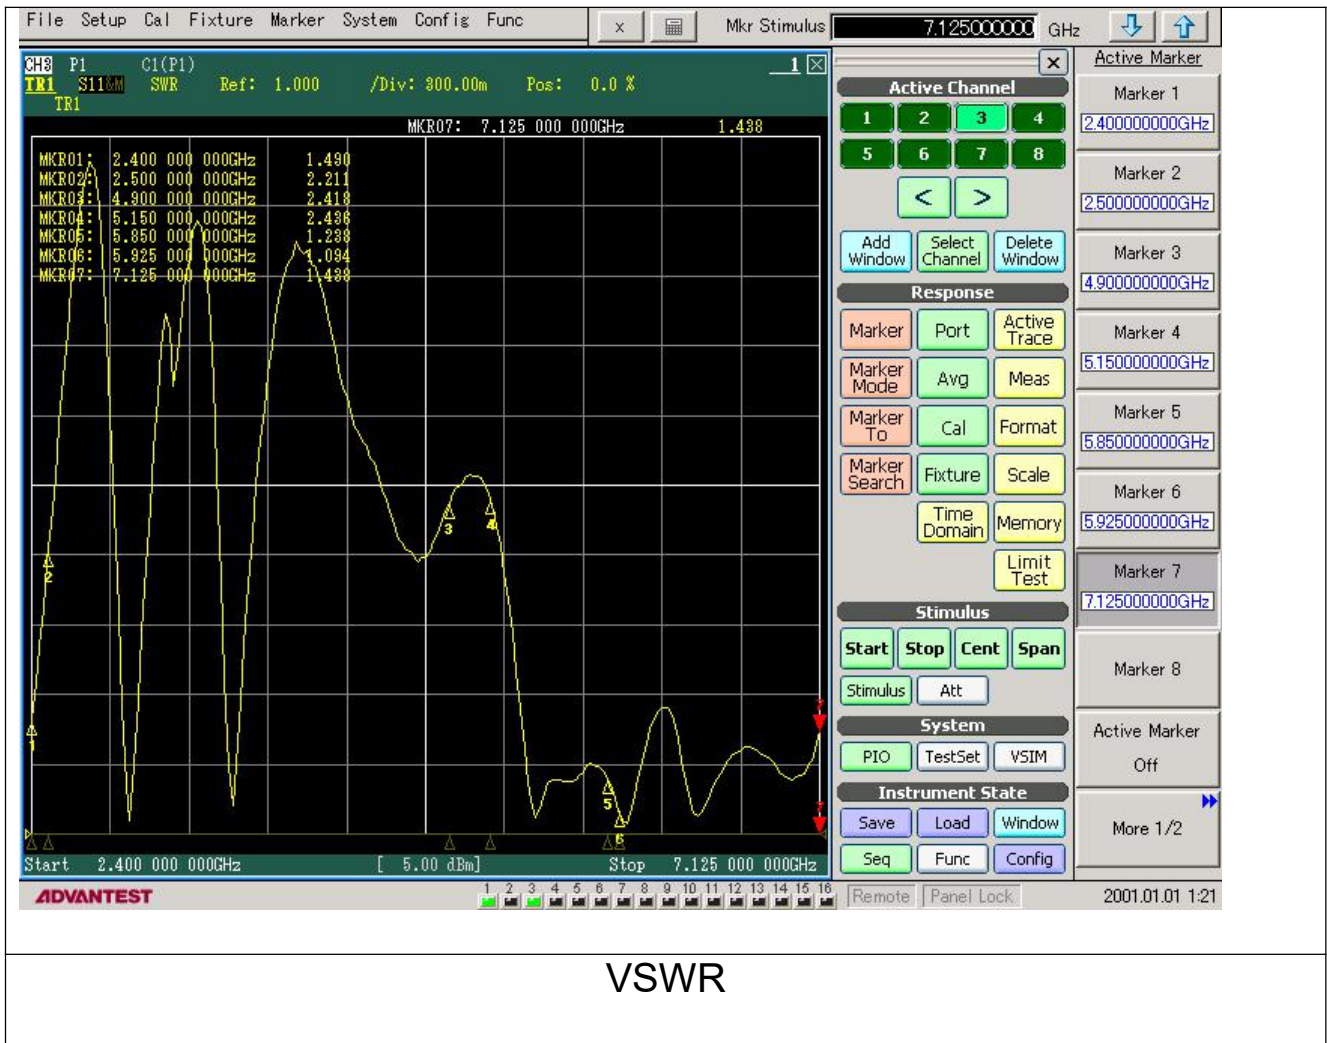 File Setup Cal Fixture Marker System Config Func
x
Mkr Stimulus 7.125000000 GHz
CH3 P1 C1(P1) 1
TR1 S11&M SWR Ref: 1.000 /Div: 300.00m Pos: 0.0 %
TR1
MKR07: 7.125 000 000GHz 1.438
MKR01: 2.400 000 000GHz 1.490
MKR02: 2.500 000 000GHz 2.211
MKR03: 4.900 000 000GHz 2.418
MKR04: 5.150 000 000GHz 2.436
MKR05: 5.850 000 000GHz 1.238
MKR06: 5.925 000 000GHz 1.094
MKR07: 7.125 000 000GHz 1.438
1
2
3
4
5
6
7
7
Start 2.400 000 000GHz [ 5.00 dBm] Stop 7.125 000 000GHz
Active Channel
1 2 3 4
5 6 7 8
< >
Add Window
Select Channel
Delete Window
Response
Marker Port Active Trace
Marker Mode Avg Meas
Marker To Cal Format
Marker Search Fixture Scale
Time Domain Memory
Limit Test
Stimulus
Start Stop Cent Span
Stimulus Att
System
PIO TestSet VSIM
Instrument State
Save Load Window
Seq Func Config
Active Marker
Marker 1
2.400000000GHz
Marker 2
2.500000000GHz
Marker 3
4.900000000GHz
Marker 4
5.150000000GHz
Marker 5
5.850000000GHz
Marker 6
5.925000000GHz
Marker 7
7.125000000GHz
Marker 8
Active Marker
Off
More 1/2
ADVANTEST
1 2 3 4 5 6 7 8 9 10 11 12 13 14 15 16
Remote Panel Lock
2001.01.01 1:21
VSWR